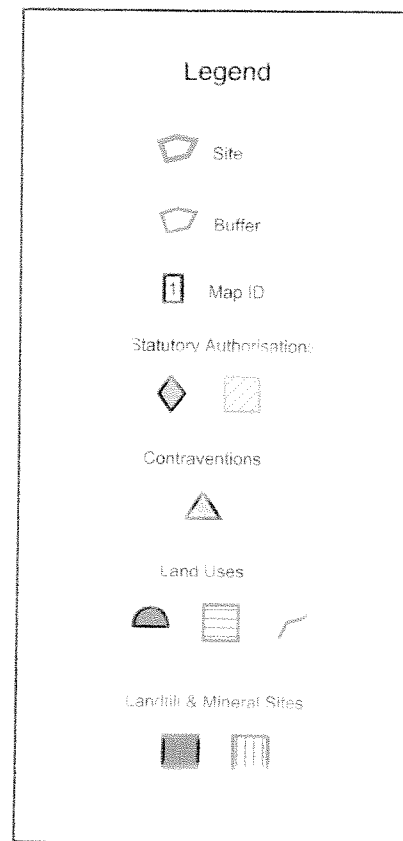 Legend
Site
Buffer
1 Map ID
Statutory Authorisations
Contraventions
Land Uses
Landfill & Mineral Sites